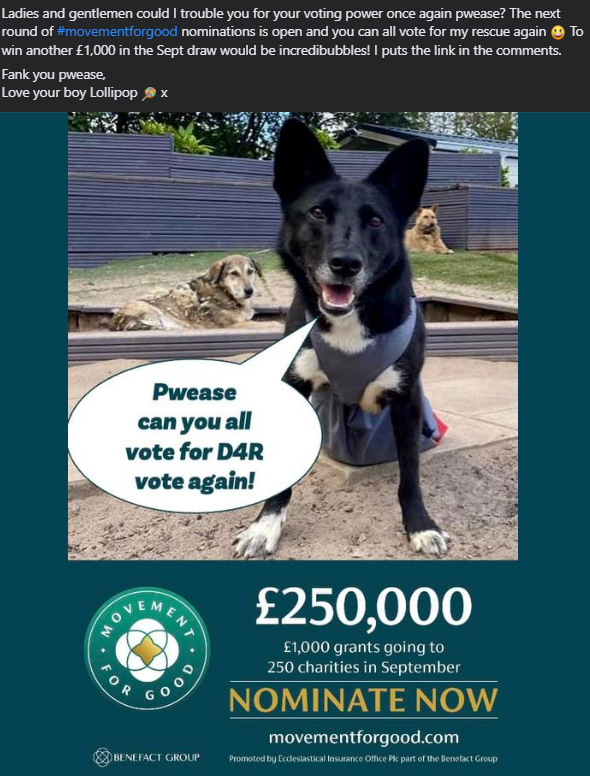 Ladies and gentlemen could I trouble you for your voting power once again pwease? The next
round of #movementforgood nominations is open and you can all vote for my rescue again 😃 To
win another £1,000 in the Sept draw would be incredibubbles! I puts the link in the comments.
Fank you pwease,
Love your boy Lollipop 🍭 x
Pwease
can you all
vote for D4R
vote again!
MOVEMENT
FOR GOOD
£250,000
£1,000 grants going to
250 charities in September
NOMINATE NOW
movementforgood.com
BENEFACT GROUP
Promoted by Ecclesiastical Insurance Office Plc part of the Benefact Group